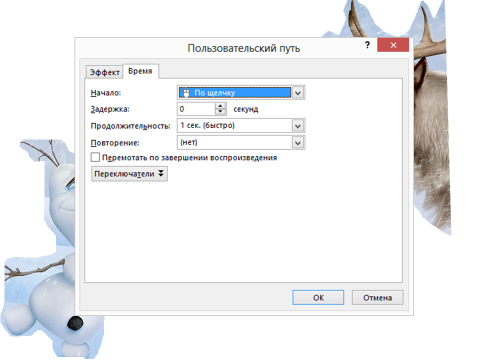 Пользовательский путь
? ×
Эффект Время
Начало: По щелчку
Задержка: 0 секунд
Продолжительность: 1 сек. (быстро)
Повторение: (нет)
Перемотать по завершении воспроизведения
Переключатели
ОК Отмена